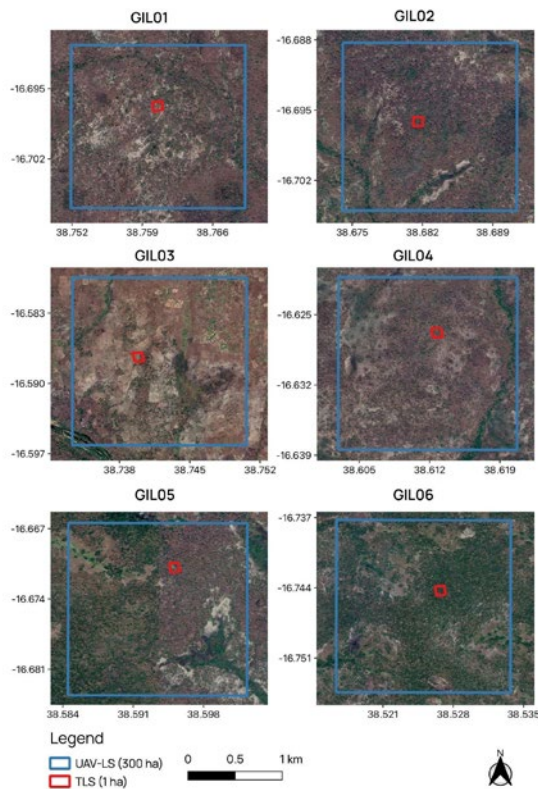 GIL01
GIL02
-16.695
-16.702
-16.688
-16.695
-16.702
38.752 38.759 38.766
38.675 38.682 38.689
GIL03
GIL04
-16.583
-16.590
-16.597
-16.625
-16.632
-16.639
38.738 38.745 38.752
38.605 38.612 38.619
GIL05
GIL06
-16.667
-16.674
-16.681
-16.737
-16.744
-16.751
38.584 38.591 38.598
38.521 38.528 38.535
Legend
UAV-LS (300 ha)
TLS (1 ha)
0 0.5 1 km
N